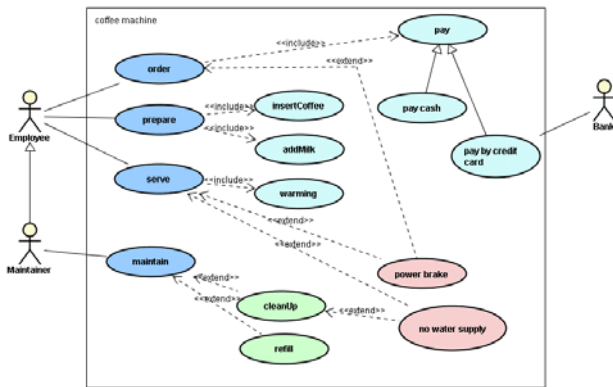 coffee machine
pay
<<include>>
order
<<extend>>
Employee
prepare
<<include>>
insertCoffee
<<include>>
addMilk
pay cash
pay by credit
card
Bank
serve
<<include>>
warming
<<extend>>
<<extend>>
Maintainer
maintain
<<extend>>
<<extend>>
power brake
cleanUp
<<extend>>
no water supply
refill